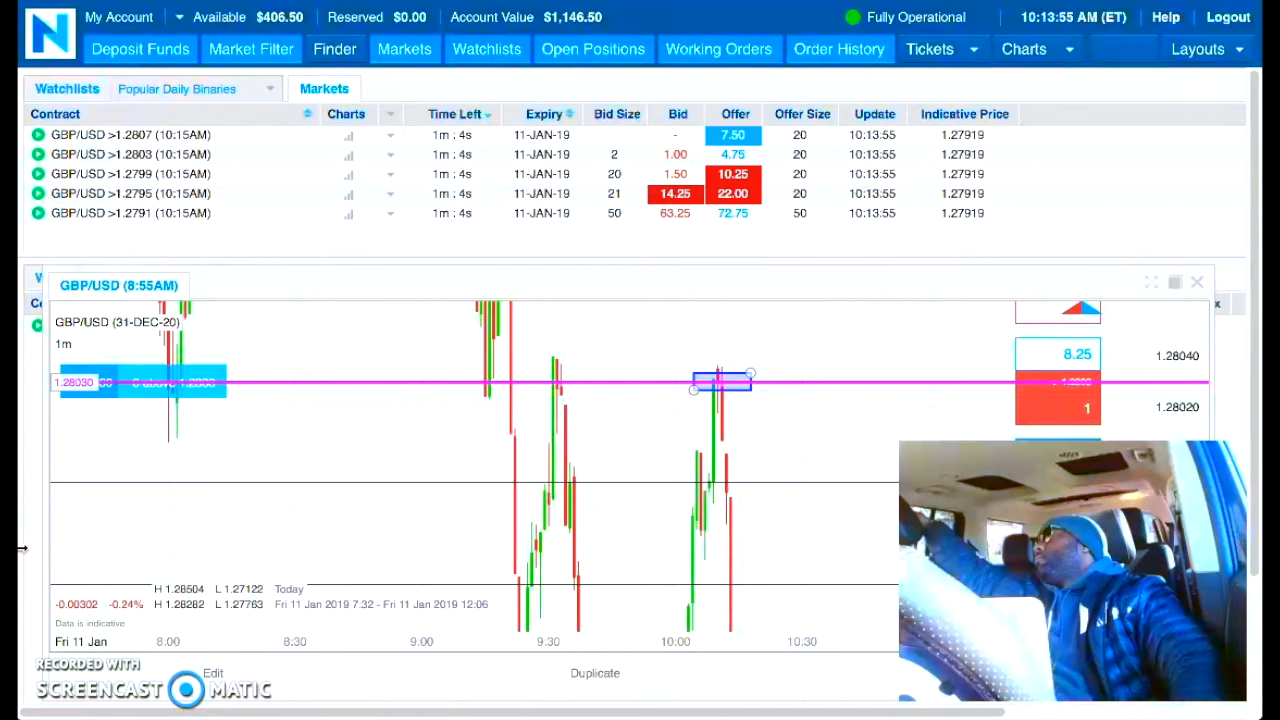 My Account Available $406.50 Reserved $0.00 Account Value $1,146.50 Fully Operational 10:13:55 AM (ET) Help Logout
N
Deposit Funds Market Filter Finder Markets Watchlists Open Positions Working Orders Order History Tickets Charts Layouts
Watchlists Popular Daily Binaries Markets
Contract Charts Time Left Expiry Bid Size Bid Offer Offer Size Update Indicative Price
GBP/USD >1.2807 (10:15AM) 1m : 4s 11-JAN-19 - 7.50 20 10:13:55 1.27919
GBP/USD >1.2803 (10:15AM) 1m : 4s 11-JAN-19 2 1.00 4.75 20 10:13:55 1.27919
GBP/USD >1.2799 (10:15AM) 1m : 4s 11-JAN-19 20 1.50 10.25 20 10:13:55 1.27919
GBP/USD >1.2795 (10:15AM) 1m : 4s 11-JAN-19 21 14.25 22.00 20 10:13:55 1.27919
GBP/USD >1.2791 (10:15AM) 1m : 4s 11-JAN-19 50 63.25 72.75 50 10:13:55 1.27919
GBP/USD (8:55AM)
GBP/USD (31-DEC-20)
1m
8.25 1.28040
1.28030
1 1.28020
H 1.28504 L 1.27122 Today
-0.00302 -0.24% H 1.28282 L 1.27763 Fri 11 Jan 2019 7:32 - Fri 11 Jan 2019 12:06
Data is indicative
Fri 11 Jan 8:00 8:30 9:00 9:30 10:00 10:30
RECORDED WITH
Edit Duplicate
SCREENCAST MATIC